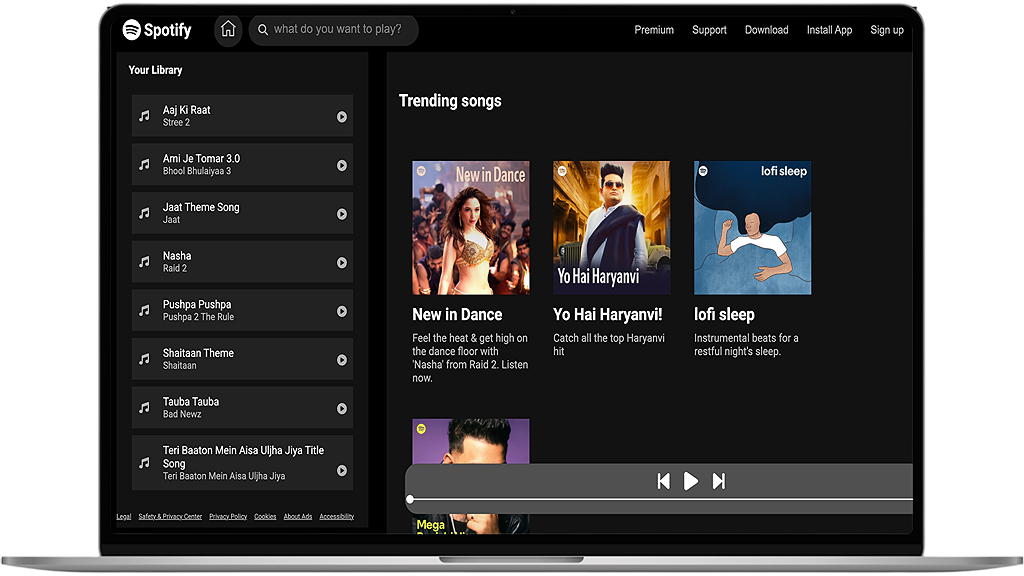 Spotify
what do you want to play?
Premium
Support
Download
Install App
Sign up
Your Library
Aaj Ki Raat
Stree 2
Ami Je Tomar 3.0
Bhool Bhulaiyaa 3
Jaat Theme Song
Jaat
Nasha
Raid 2
Pushpa Pushpa
Pushpa 2 The Rule
Shaitaan Theme
Shaitaan
Tauba Tauba
Bad Newz
Teri Baaton Mein Aisa Uljha Jiya Title
Song
Teri Baaton Mein Aisa Uljha Jiya
Legal
Safety & Privacy Center
Privacy Policy
Cookies
About Ads
Accessibility
Trending songs
New in Dance
Yo Hai Haryanvi
lofi sleep
New in Dance
Feel the heat & get high on
the dance floor with
'Nasha' from Raid 2. Listen
now.
Yo Hai Haryanvi!
Catch all the top Haryanvi
hit
lofi sleep
Instrumental beats for a
restful night's sleep.
Mega